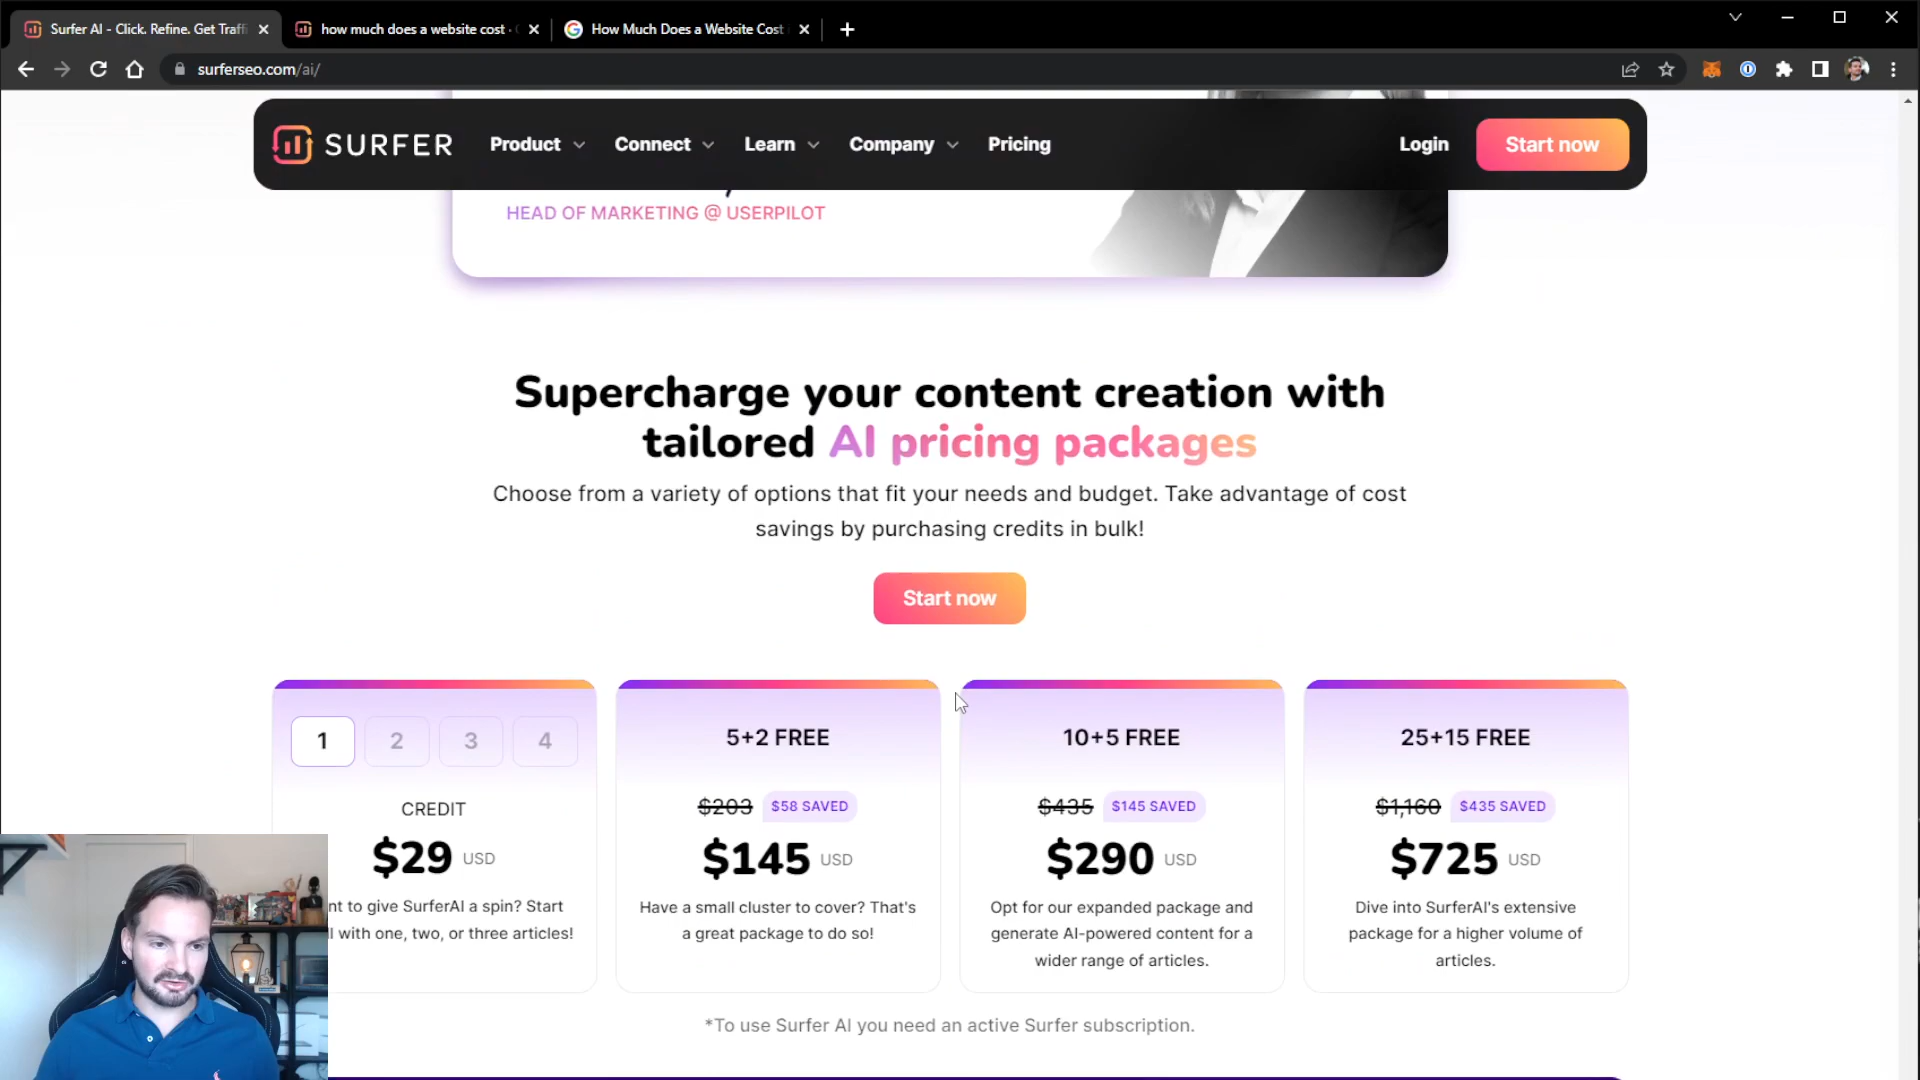 Surfer AI - Click. Refine. Get Traffi
how much does a website cost ·
How Much Does a Website Cost
surferseo.com/ai/
SURFER
Product
Connect
Learn
Company
Pricing
Login
Start now
HEAD OF MARKETING @ USERPILOT
Supercharge your content creation with
tailored AI pricing packages
Choose from a variety of options that fit your needs and budget. Take advantage of cost
savings by purchasing credits in bulk!
Start now
1 2 3 4
CREDIT
$29 USD
nt to give SurferAI a spin? Start
l with one, two, or three articles!
5+2 FREE
$203 $58 SAVED
$145 USD
Have a small cluster to cover? That's
a great package to do so!
10+5 FREE
$435 $145 SAVED
$290 USD
Opt for our expanded package and
generate AI-powered content for a
wider range of articles.
25+15 FREE
$1,160 $435 SAVED
$725 USD
Dive into SurferAI's extensive
package for a higher volume of
articles.
*To use Surfer AI you need an active Surfer subscription.